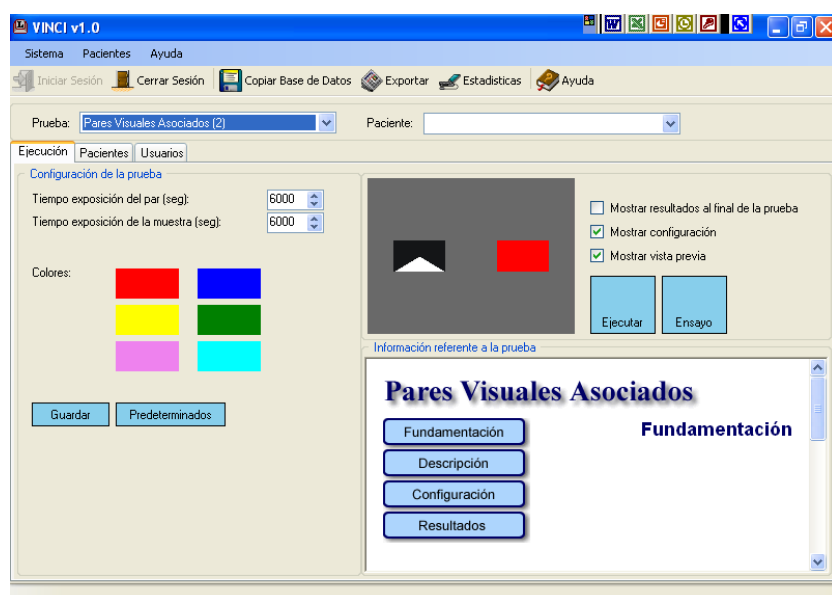 VINCI v1.0
Sistema Pacientes Ayuda
Iniciar Sesión Cerrar Sesión Copiar Base de Datos Exportar Estadisticas Ayuda
Prueba: Pares Visuales Asociados (2) Paciente:
Ejecución Pacientes Usuarios
Configuración de la prueba
Tiempo exposición del par (seg): 6000
Tiempo exposición de la muestra (seg): 6000
Colores:
Guardar Predeterminados
Mostrar resultados al final de la prueba
Mostrar configuración
Mostrar vista previa
Ejecutar Ensayo
Información referente a la prueba
Pares Visuales Asociados
Fundamentación
Descripción
Configuración
Resultados
Fundamentación